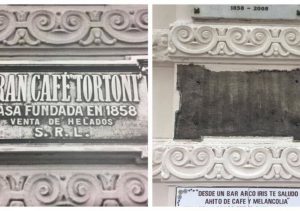 RAN CAFÉ TORTONI
ASA FUNDADA EN 1858
VENTA DE HELADOS
S.R.L.
1858 - 2008
"DESDE UN BAR ARCO IRIS TE SALUDO
AHITO DE CAFE Y MELANCOLIA"